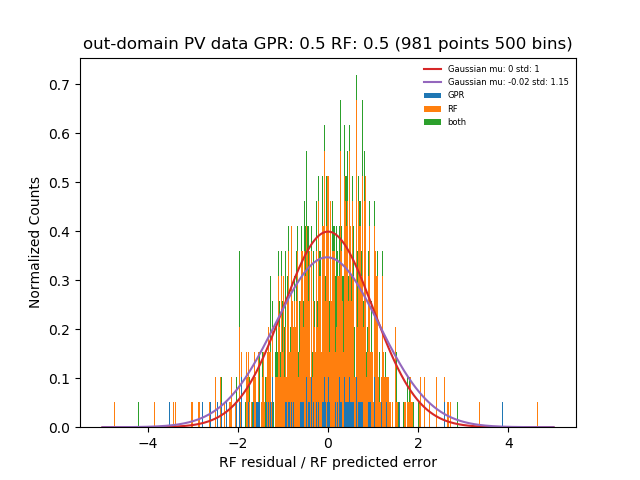 out-domain PV data GPR: 0.5 RF: 0.5 (981 points 500 bins)
Gaussian mu: 0 std: 1
Gaussian mu: -0.02 std: 1.15
GPR
RF
both
Normalized Counts
0.7
0.6
0.5
0.4
0.3
0.2
0.1
0.0
−4 −2 0 2 4
RF residual / RF predicted error